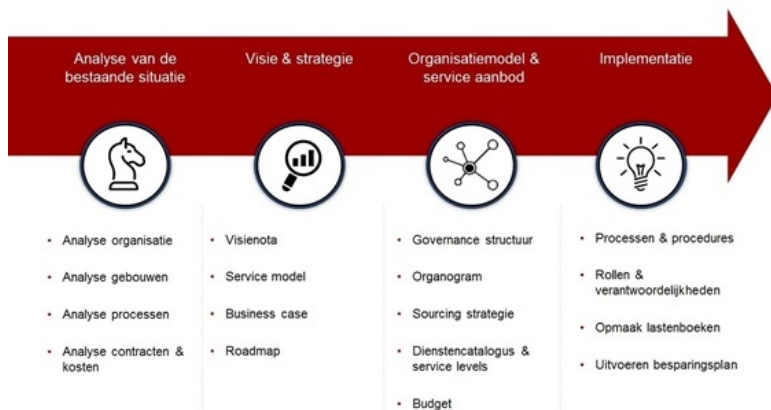 Analyse van de
bestaande situatie
Visie & strategie
Organisatiemodel &
service aanbod
Implementatie
Analyse organisatie
Analyse gebouwen
Analyse processen
Analyse contracten &
kosten
Visienota
Service model
Business case
Roadmap
Governance structuur
Organogram
Sourcing strategie
Dienstencatalogus &
service levels
Budget
Processen & procedures
Rollen &
verantwoordelijkheden
Opmaak lastenboeken
Uitvoeren besparingsplan